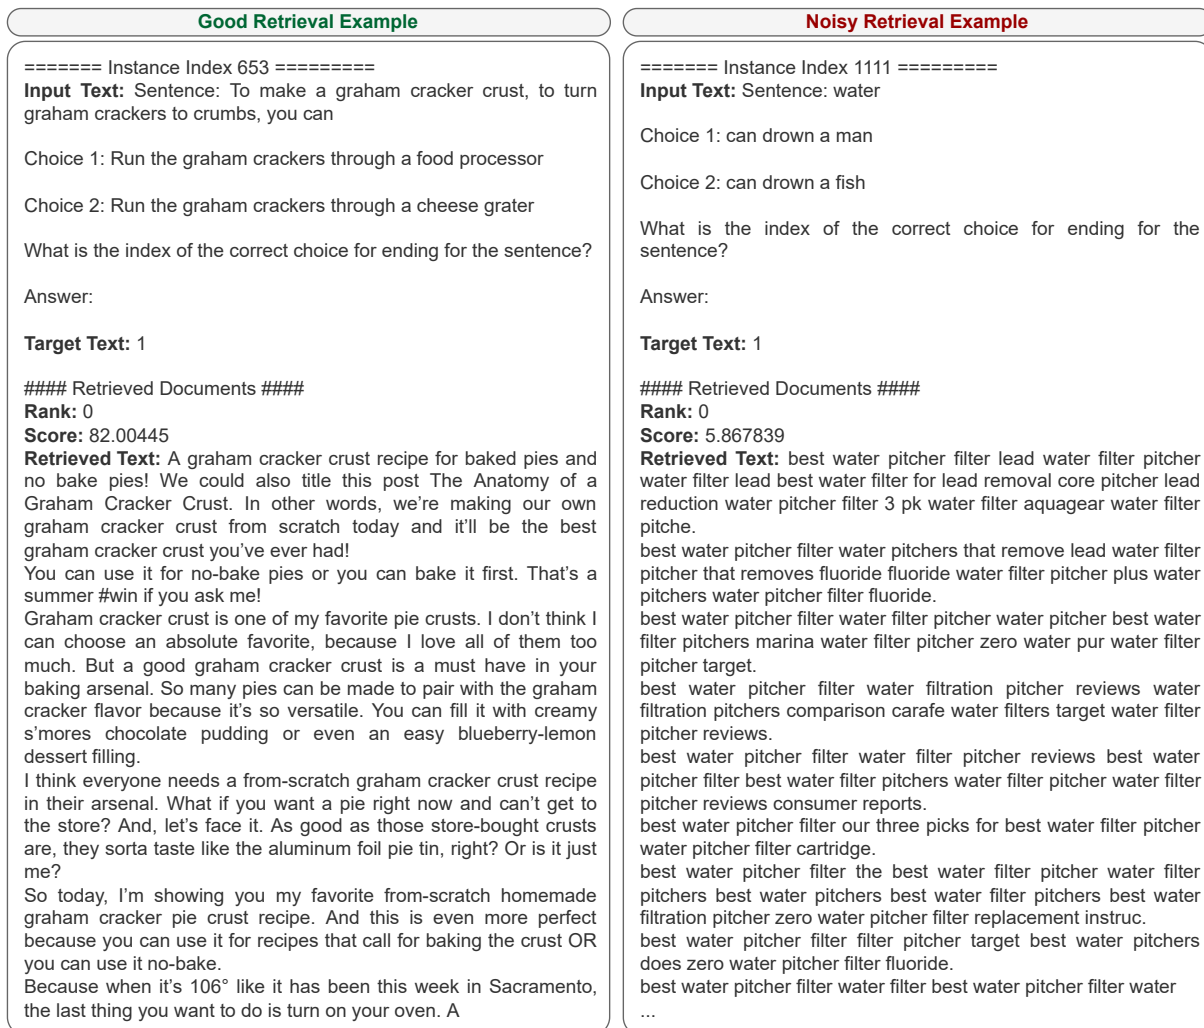 Good Retrieval Example
======= Instance Index 653 =========
Input Text: Sentence: To make a graham cracker crust, to turn
graham crackers to crumbs, you can
Choice 1: Run the graham crackers through a food processor
Choice 2: Run the graham crackers through a cheese grater
What is the index of the correct choice for ending for the sentence?
Answer:
Target Text: 1
#### Retrieved Documents ####
Rank: 0
Score: 82.00445
Retrieved Text: A graham cracker crust recipe for baked pies and
no bake pies! We could also title this post The Anatomy of a
Graham Cracker Crust. In other words, we’re making our own
graham cracker crust from scratch today and it’ll be the best
graham cracker crust you’ve ever had!
You can use it for no-bake pies or you can bake it first. That’s a
summer #win if you ask me!
Graham cracker crust is one of my favorite pie crusts. I don’t think I
can choose an absolute favorite, because I love all of them too
much. But a good graham cracker crust is a must have in your
baking arsenal. So many pies can be made to pair with the graham
cracker flavor because it’s so versatile. You can fill it with creamy
s’mores chocolate pudding or even an easy blueberry-lemon
dessert filling.
I think everyone needs a from-scratch graham cracker crust recipe
in their arsenal. What if you want a pie right now and can’t get to
the store? And, let’s face it. As good as those store-bought crusts
are, they sorta taste like the aluminum foil pie tin, right? Or is it just
me?
So today, I’m showing you my favorite from-scratch homemade
graham cracker pie crust recipe. And this is even more perfect
because you can use it for recipes that call for baking the crust OR
you can use it no-bake.
Because when it’s 106° like it has been this week in Sacramento,
the last thing you want to do is turn on your oven. A
Noisy Retrieval Example
======= Instance Index 1111 =========
Input Text: Sentence: water
Choice 1: can drown a man
Choice 2: can drown a fish
What is the index of the correct choice for ending for the
sentence?
Answer:
Target Text: 1
#### Retrieved Documents ####
Rank: 0
Score: 5.867839
Retrieved Text: best water pitcher filter lead water filter pitcher
water filter lead best water filter for lead removal core pitcher lead
reduction water pitcher filter 3 pk water filter aquagear water filter
pitche.
best water pitcher filter water pitchers that remove lead water filter
pitcher that removes fluoride fluoride water filter pitcher plus water
pitchers water pitcher filter fluoride.
best water pitcher filter water filter pitcher water pitcher best water
filter pitchers marina water filter pitcher zero water pur water filter
pitcher target.
best water pitcher filter water filtration pitcher reviews water
filtration pitchers comparison carafe water filters target water filter
pitcher reviews.
best water pitcher filter water filter pitcher reviews best water
pitcher filter best water filter pitchers water filter pitcher water filter
pitcher reviews consumer reports.
best water pitcher filter our three picks for best water filter pitcher
water pitcher filter cartridge.
best water pitcher filter the best water filter pitcher water filter
pitchers best water pitchers best water filter pitchers best water
filtration pitcher zero water pitcher filter replacement instruc.
best water pitcher filter filter pitcher target best water pitchers
does zero water pitcher filter fluoride.
best water pitcher filter water filter best water pitcher filter water
...